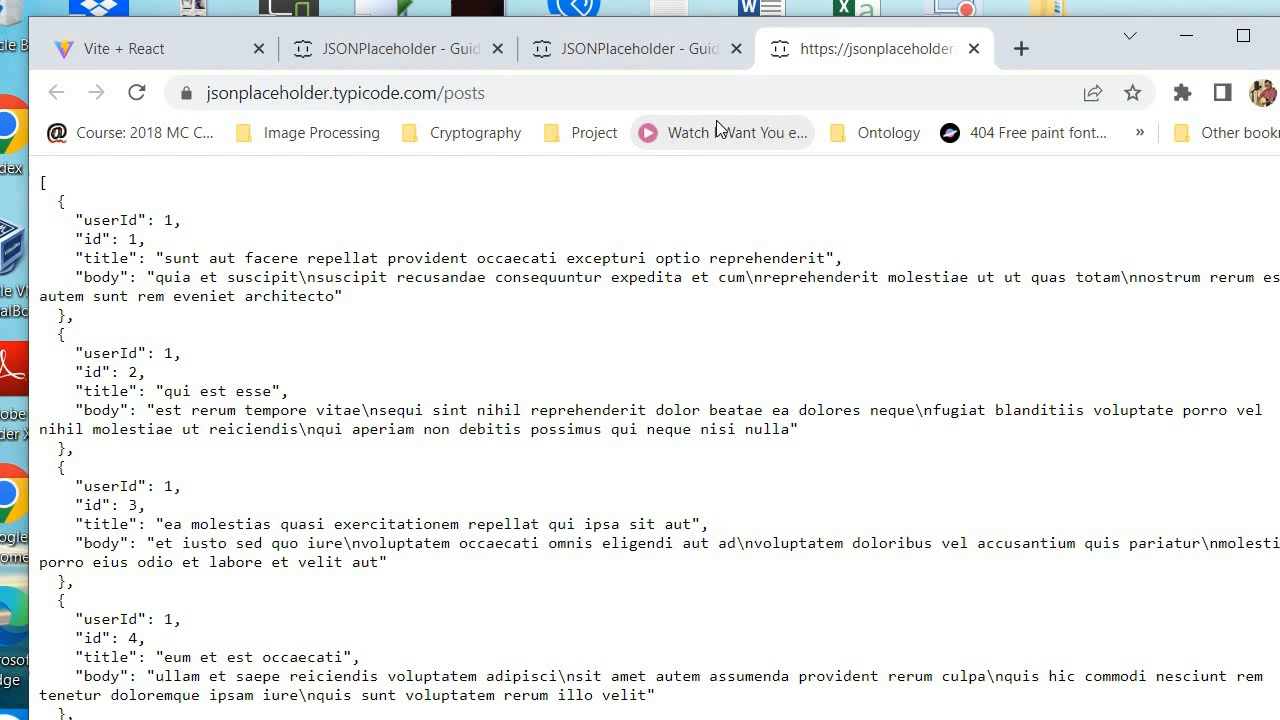 Vite + React
JSONPlaceholder - Guid
JSONPlaceholder - Guid
https://jsonplaceholder.
jsonplaceholder.typicode.com/posts
Course: 2018 MC C...
Image Processing
Cryptography
Project
Watch I Want You e...
Ontology
404 Free paint font...
»
Other book
[
{
"userId": 1,
"id": 1,
"title": "sunt aut facere repellat provident occaecati excepturi optio reprehenderit",
"body": "quia et suscipit\nsuscipit recusandae consequuntur expedita et cum\nreprehenderit molestiae ut ut quas totam\nnostrum rerum es
autem sunt rem eveniet architecto"
},
{
"userId": 1,
"id": 2,
"title": "qui est esse",
"body": "est rerum tempore vitae\nsequi sint nihil reprehenderit dolor beatae ea dolores neque\nfugiat blanditiis voluptate porro vel
nihil molestiae ut reiciendis\nqui aperiam non debitis possimus qui neque nisi nulla"
},
{
"userId": 1,
"id": 3,
"title": "ea molestias quasi exercitationem repellat qui ipsa sit aut",
"body": "et iusto sed quo iure\nvoluptatem occaecati omnis eligendi aut ad\nvoluptatem doloribus vel accusantium quis pariatur\nmolesti
porro eius odio et labore et velit aut"
},
{
"userId": 1,
"id": 4,
"title": "eum et est occaecati",
"body": "ullam et saepe reiciendis voluptatem adipisci\nsit amet autem assumenda provident rerum culpa\nquis hic commodi nesciunt rem
tenetur doloremque ipsam iure\nquis sunt voluptatem rerum illo velit"
},